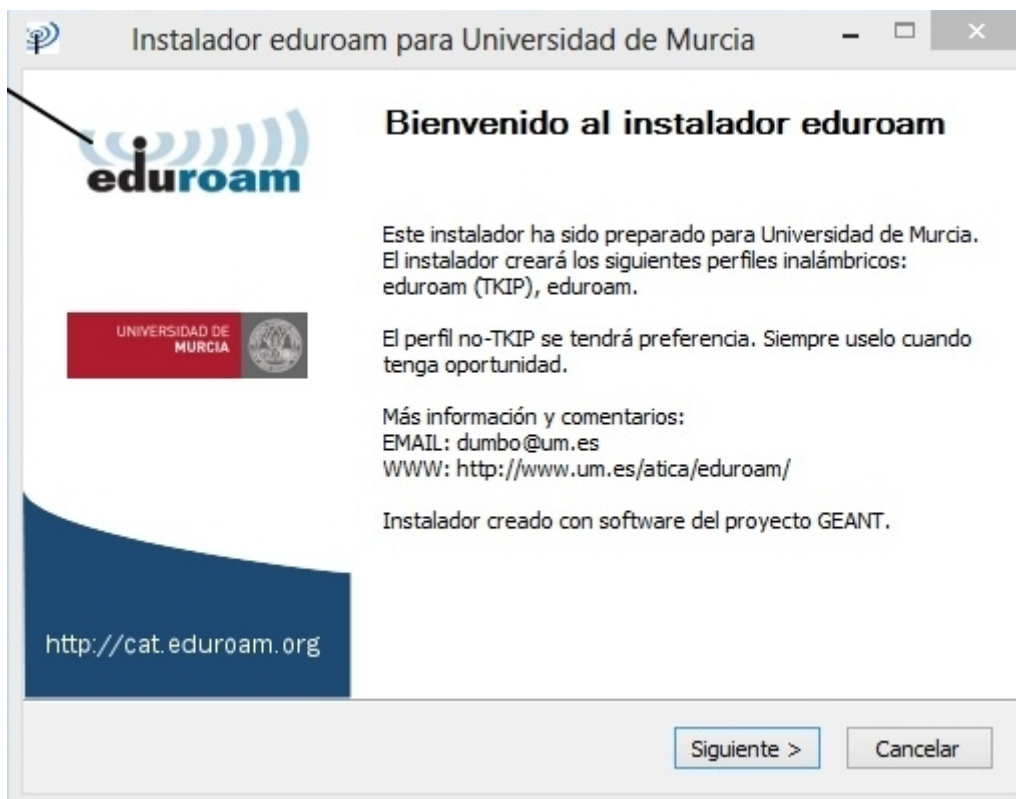 Instalador eduroam para Universidad de Murcia
eduroam
Bienvenido al instalador eduroam
Este instalador ha sido preparado para Universidad de Murcia.
El instalador creará los siguientes perfiles inalámbricos:
eduroam (TKIP), eduroam.
El perfil no-TKIP se tendrá preferencia. Siempre uselo cuando
tenga oportunidad.
UNIVERSIDAD DE
MURCIA
Más información y comentarios:
EMAIL: dumbo@um.es
WWW: http://www.um.es/atica/eduroam/
Instalador creado con software del proyecto GEANT.
http://cat.eduroam.org
Siguiente >
Cancelar